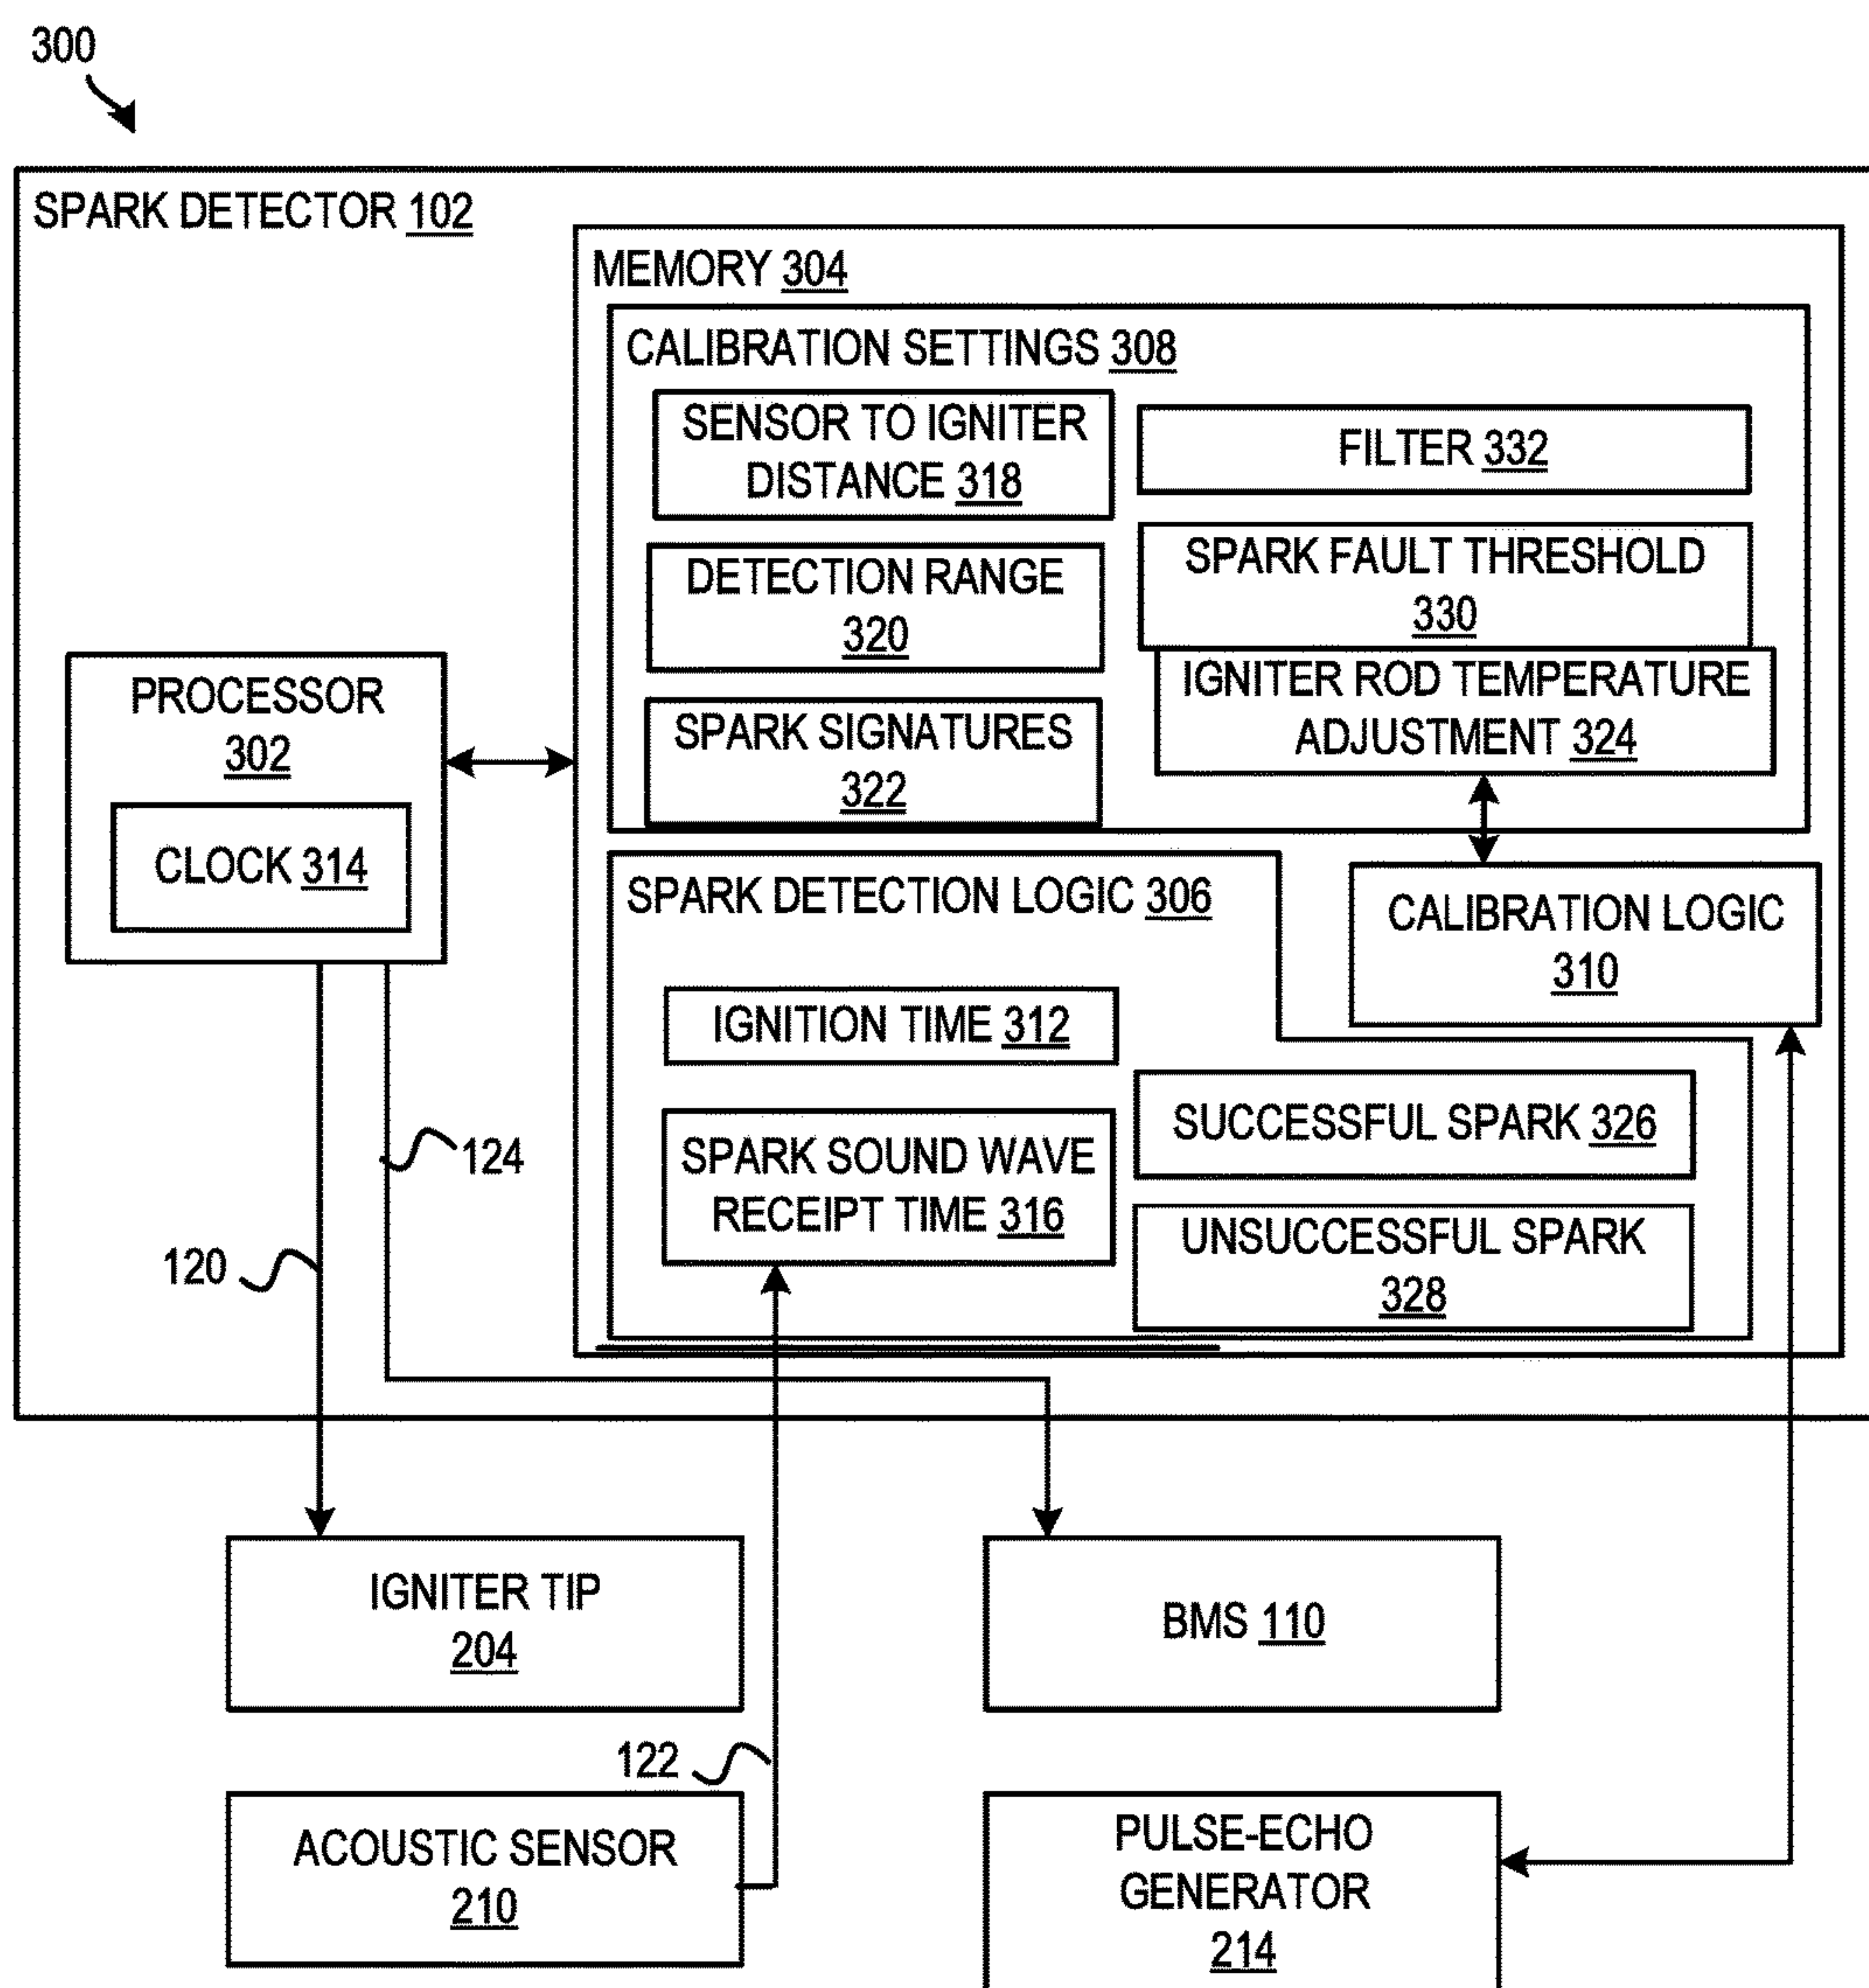 300
SPARK DETECTOR 102
MEMORY 304
CALIBRATION SETTINGS 308
SENSOR TO IGNITER
DISTANCE 318
FILTER 332
DETECTION RANGE
320
SPARK FAULT THRESHOLD
330
SPARK SIGNATURES
322
IGNITER ROD TEMPERATURE
ADJUSTMENT 324
PROCESSOR
302
CLOCK 314
SPARK DETECTION LOGIC 306
CALIBRATION LOGIC
310
IGNITION TIME 312
SPARK SOUND WAVE
RECEIPT TIME 316
SUCCESSFUL SPARK 326
UNSUCCESSFUL SPARK
328
124
120
IGNITER TIP
204
BMS 110
122
ACOUSTIC SENSOR
210
PULSE-ECHO
GENERATOR
214